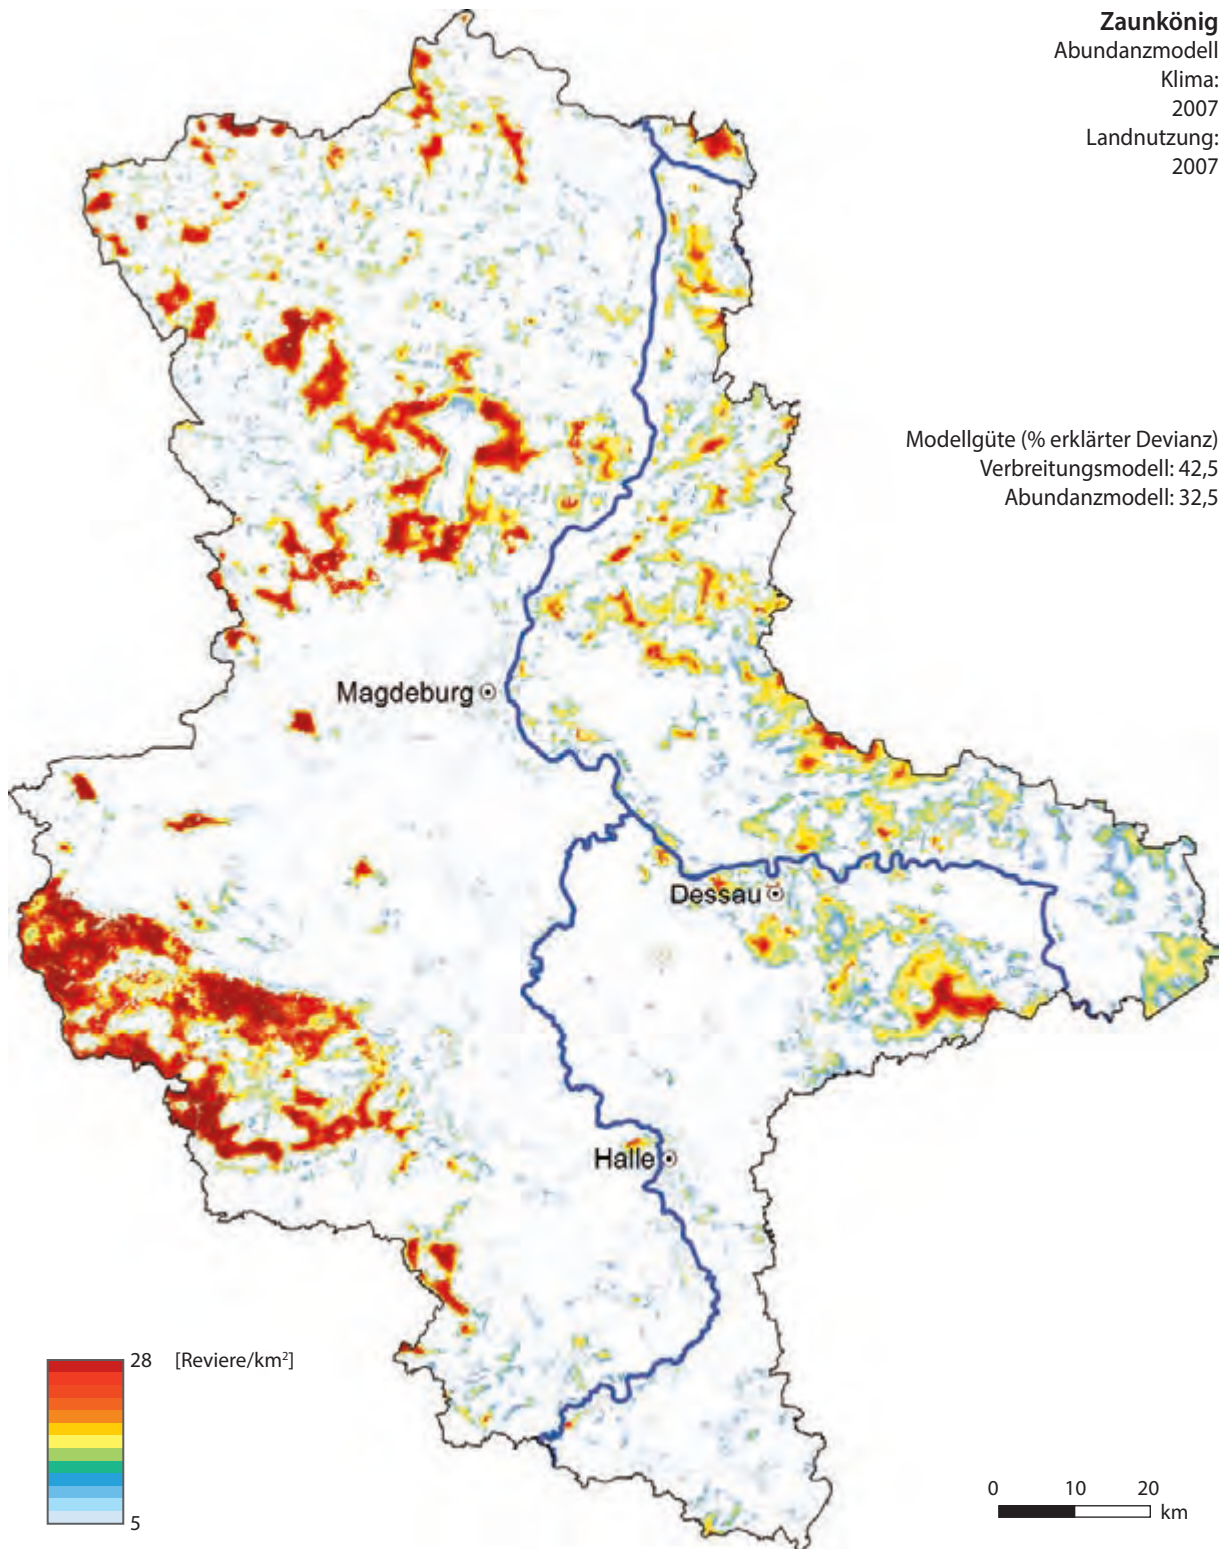 Zaunkönig
Abundanzmodell
Klima:
2007
Landnutzung:
2007
Modellgüte (% erklärter Devianz)
Verbreitungsmodell: 42,5
Abundanzmodell: 32,5
Magdeburg
Dessau
Halle
28 [Reviere/km²]
5
0 10 20
km